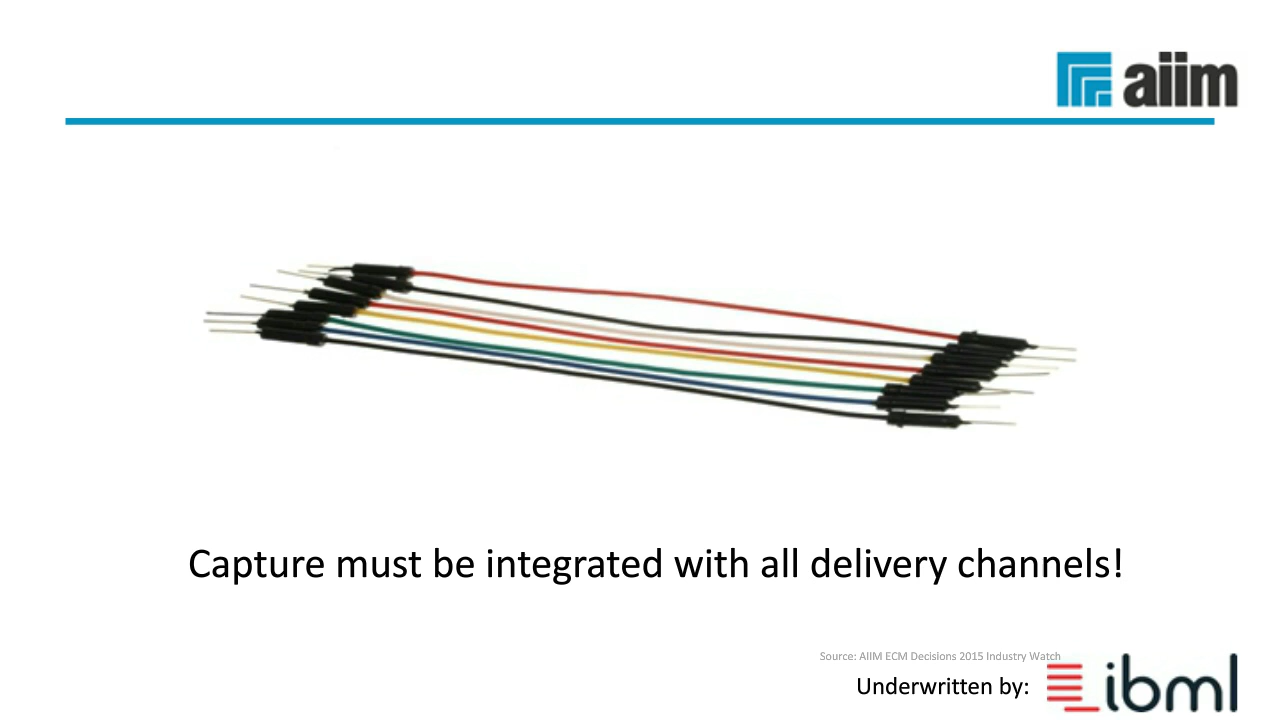 aiim
Capture must be integrated with all delivery channels!
Source: AIIM ECM Decisions 2015 Industry Watch
Underwritten by:
ibml